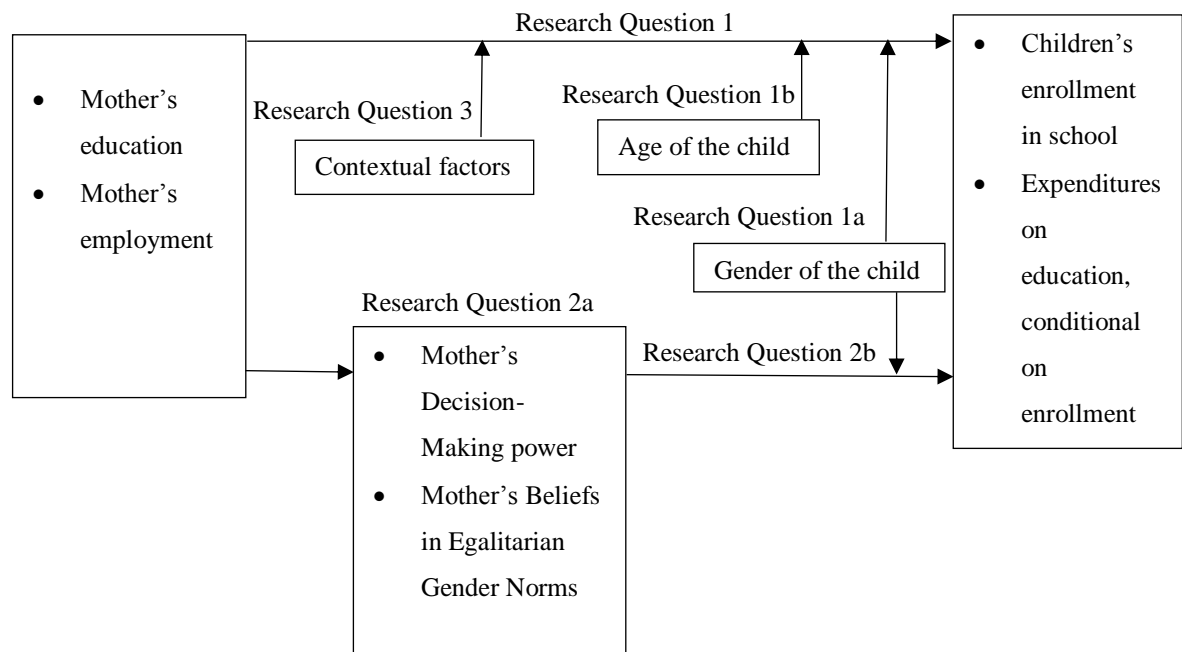 Research Question 1
• Mother’s
education
• Mother’s
employment
Research Question 3
Contextual factors
Research Question 1b
Age of the child
Research Question 1a
Gender of the child
Research Question 2a
• Mother’s
Decision-
Making power
• Mother’s Beliefs
in Egalitarian
Gender Norms
Research Question 2b
• Children’s
enrollment
in school
• Expenditures
on
education,
conditional
on
enrollment